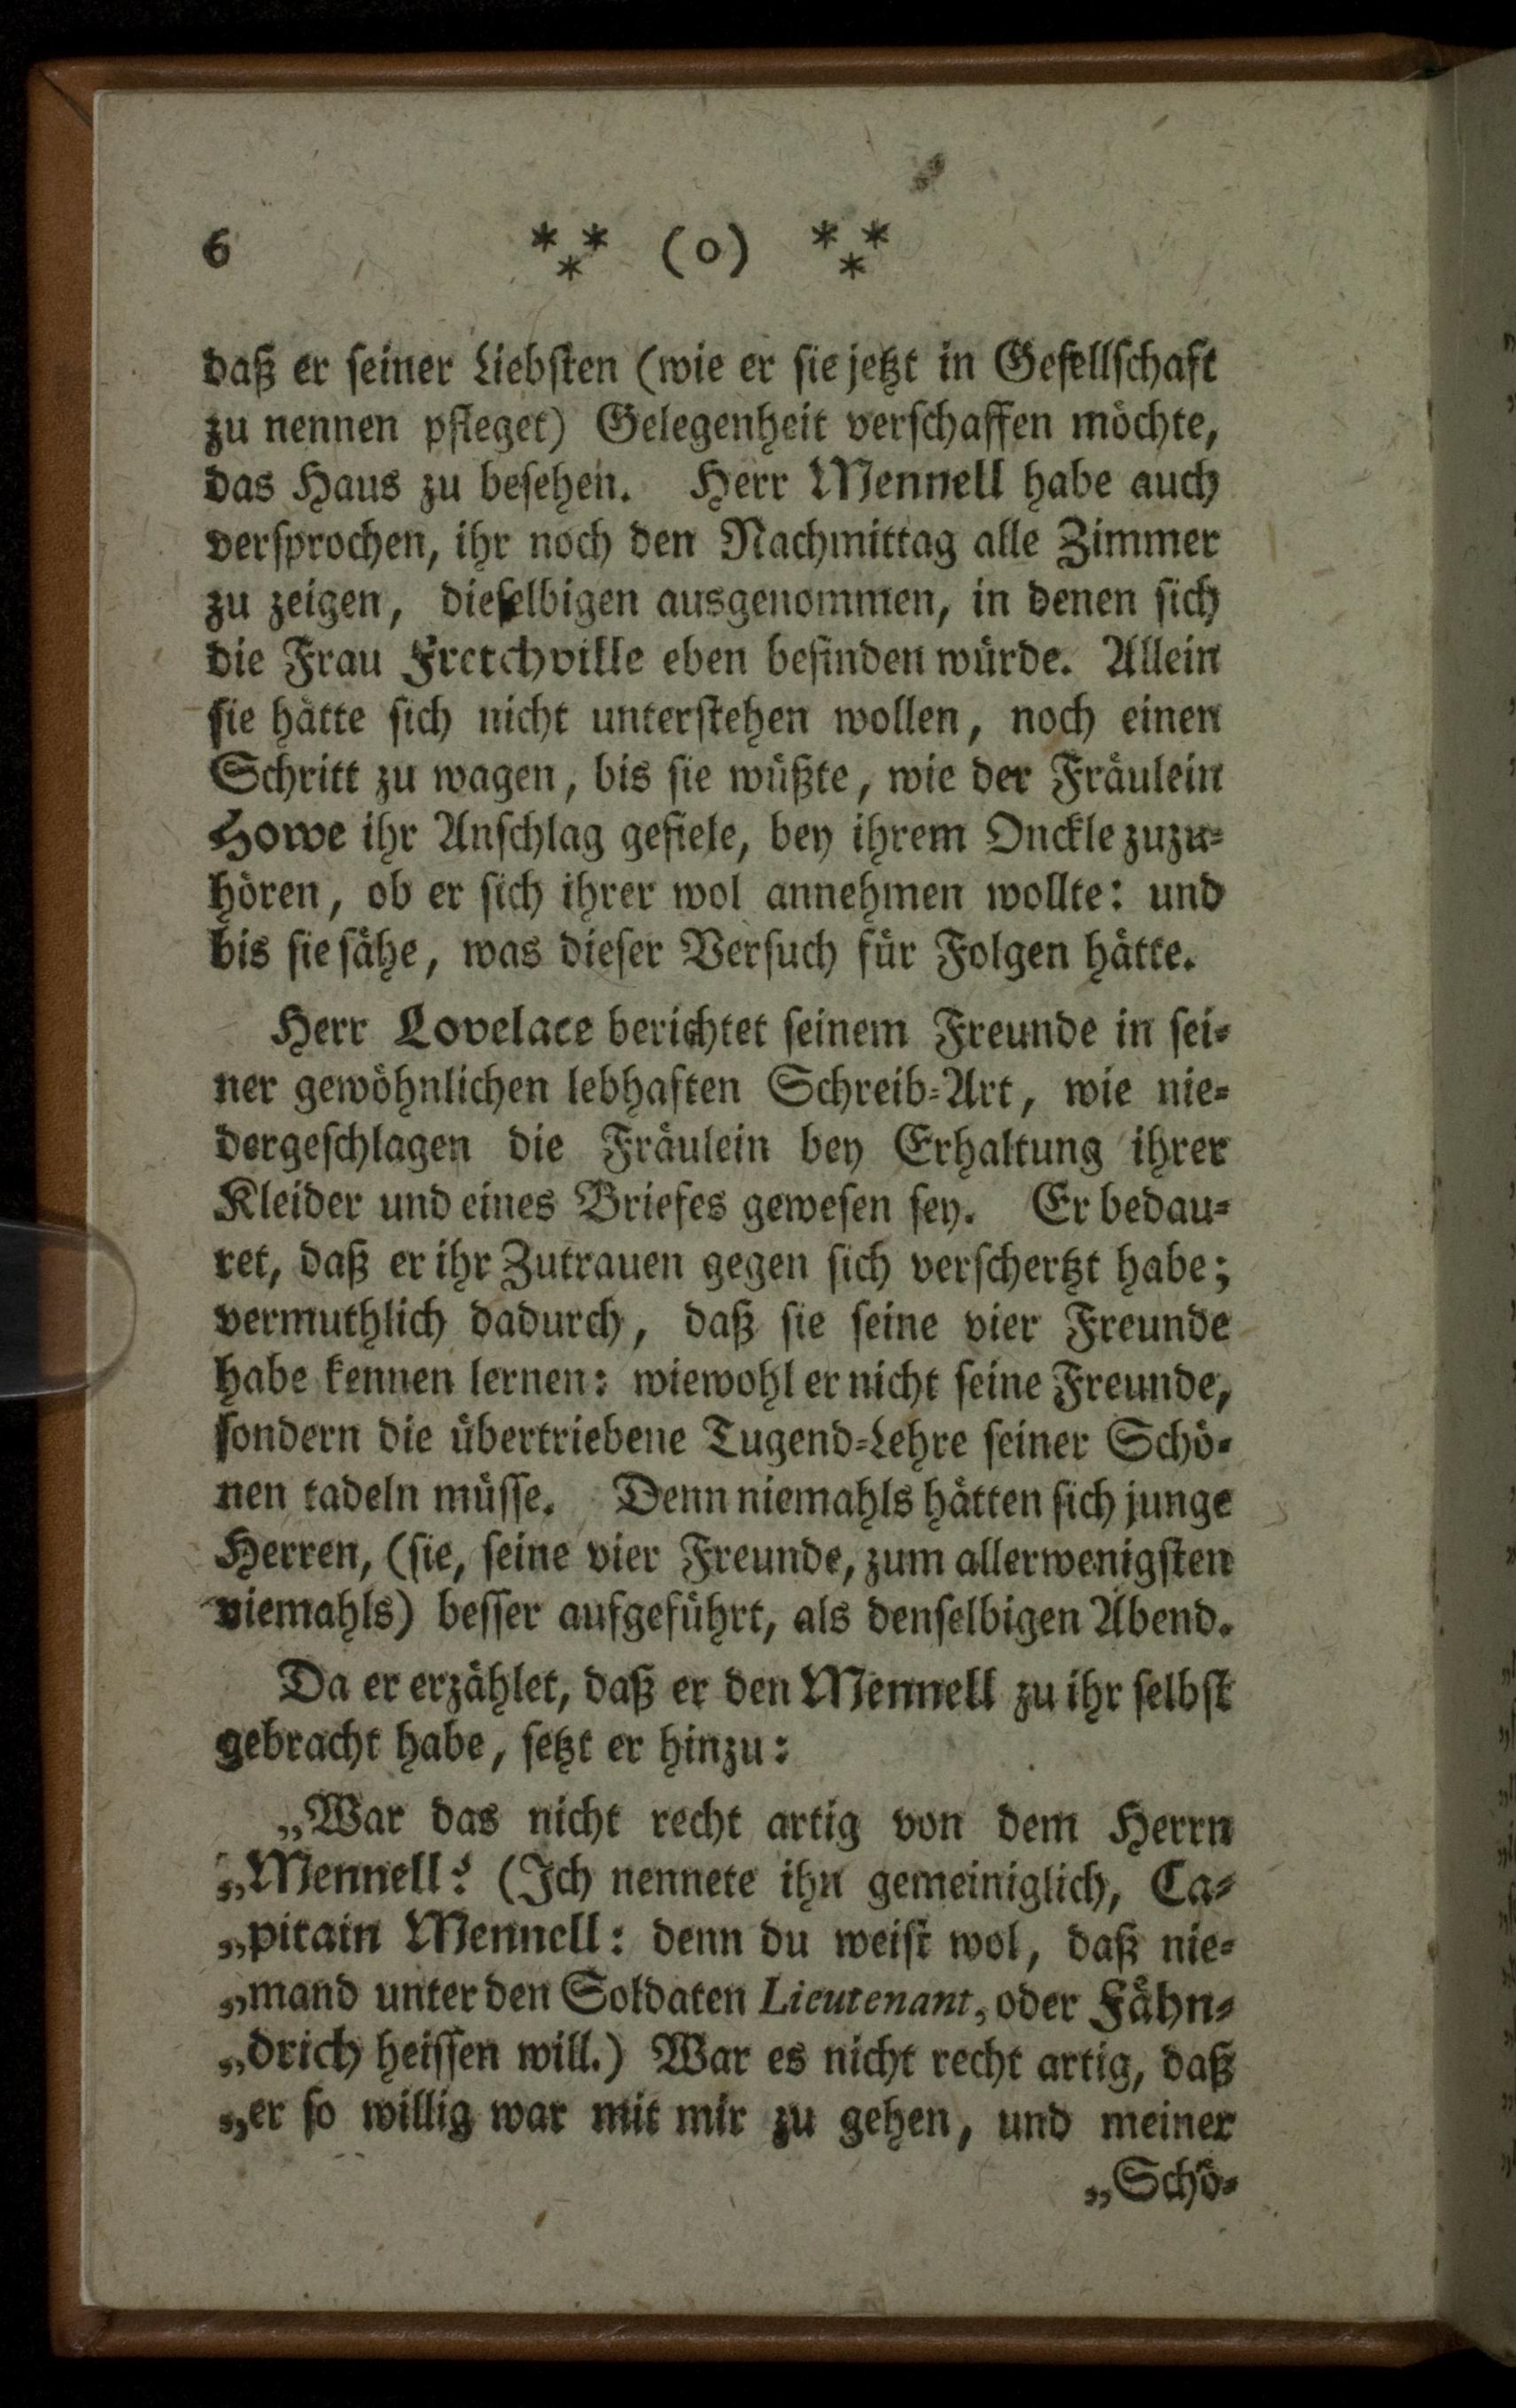 6 *** (o) ***
daß er seiner Liebsten (wie er sie jetzt in Gesellschaft
zu nennen pfleget) Gelegenheit verschaffen möchte,
das Haus zu besehen. Herr Mennell habe auch
versprochen, ihr noch den Nachmittag alle Zimmer
zu zeigen, dieselbigen ausgenommen, in denen sich
die Frau Fretchville eben befinden würde. Allein
sie hätte sich nicht unterstehen wollen, noch einen
Schritt zu wagen, bis sie wüßte, wie der Fräulein
Howe ihr Anschlag gefiele, bey ihrem Onckle zuzu-
hören, ob er sich ihrer wol annehmen wollte: und
bis sie sähe, was dieser Versuch für Folgen hätte.
Herr Lovelace berichtet seinem Freunde in sei-
ner gewöhnlichen lebhaften Schreib-Art, wie nie-
dergeschlagen die Fräulein bey Erhaltung ihrer
Kleider und eines Briefes gewesen sey. Er bedau-
ret, daß er ihr Zutrauen gegen sich verschertzt habe;
vermuthlich dadurch, daß sie seine vier Freunde
habe kennen lernen: wiewohl er nicht seine Freunde,
sondern die übertriebene Tugend-Lehre seiner Schö-
nen tadeln müsse. Denn niemahls hätten sich junge
Herren, (sie, seine vier Freunde, zum allerwenigsten
niemahls) besser aufgeführt, als denselbigen Abend.
Da er erzählet, daß er den Mennell zu ihr selbst
gebracht habe, setzt er hinzu:
„War das nicht recht artig von dem Herrn
„Mennell? (Ich nennete ihn gemeiniglich, Ca-
„pitain Mennell: denn du weist wol, daß nie-
„mand unter den Soldaten Lieutenant, oder Fähn-
„drich heissen will.) War es nicht recht artig, daß
„er so willig war mit mir zu gehen, und meiner
„Schö-